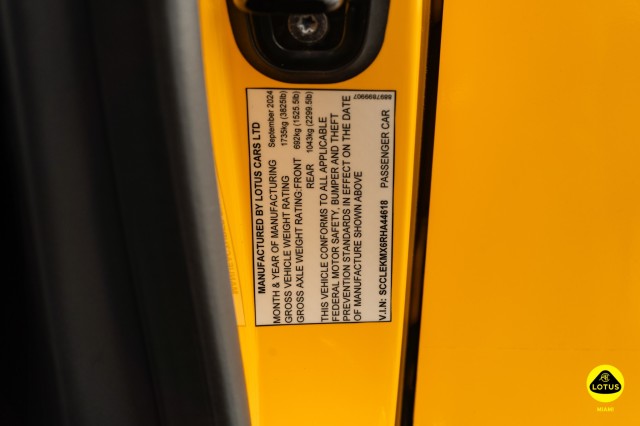 MANUFACTURED BY LOTUS CARS LTD
MONTH & YEAR OF MANUFACTURING September 2024
GROSS VEHICLE WEIGHT RATING 1735kg (3825lb)
GROSS AXLE WEIGHT RATING:FRONT 692kg (1525.5lb)
REAR 1043kg (2299.5lb)
THIS VEHICLE CONFORMS TO ALL APPLICABLE
FEDERAL MOTOR SAFETY, BUMPER AND THEFT
PREVENTION STANDARDS IN EFFECT ON THE DATE
OF MANUFACTURE SHOWN ABOVE
V.I.N: SCCLEKMX6RHA44618 PASSENGER CAR
8897899907
LOTUS
MIAMI